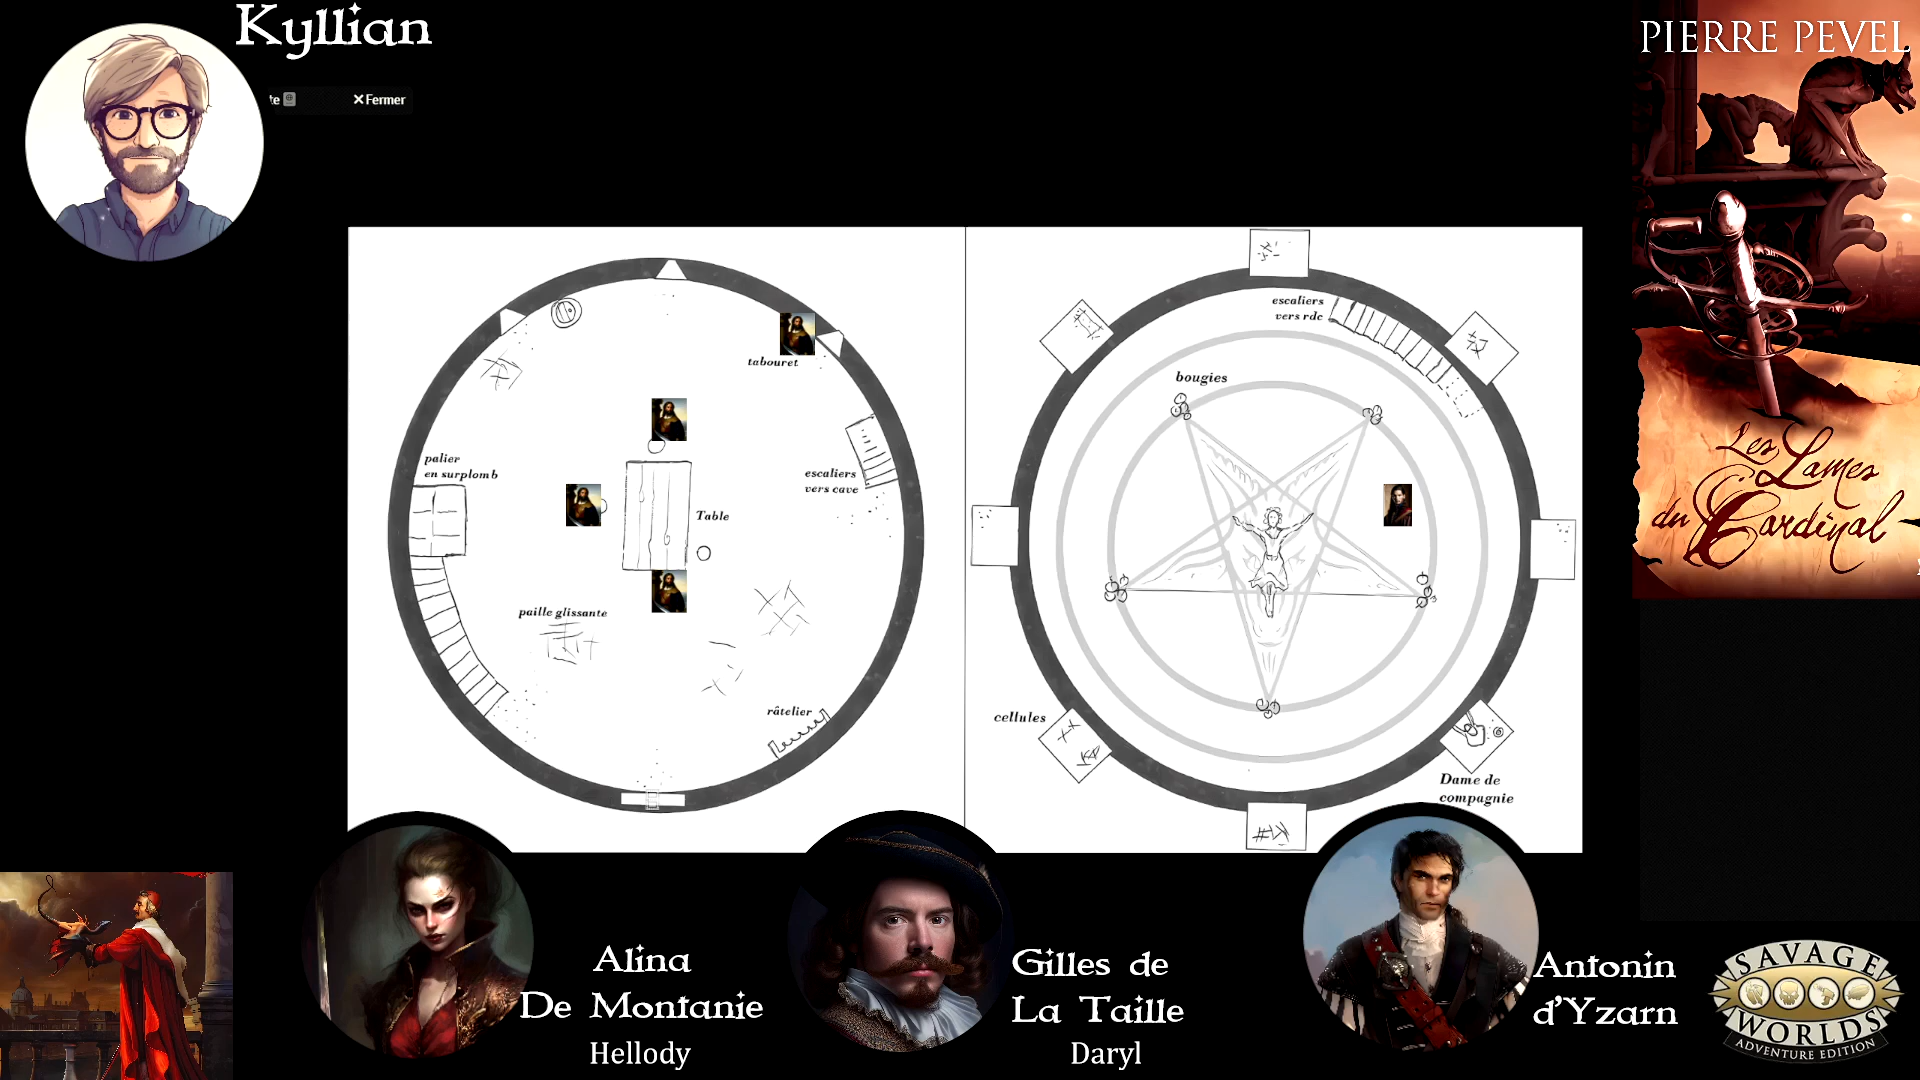 Kyllian
te
✕Fermer
PIERRE PEVEL
Les Lames
du Cardinal
tabouret
palier
en surplomb
escaliers
vers cave
Table
paille glissante
râtelier
escaliers
vers rdc
bougies
cellules
Dame de
compagnie
Alina
De Montanie
Hellody
Gilles de
La Taille
Daryl
Antonin
d'Yzarn
SAVAGE
WORLDS
ADVENTURE EDITION